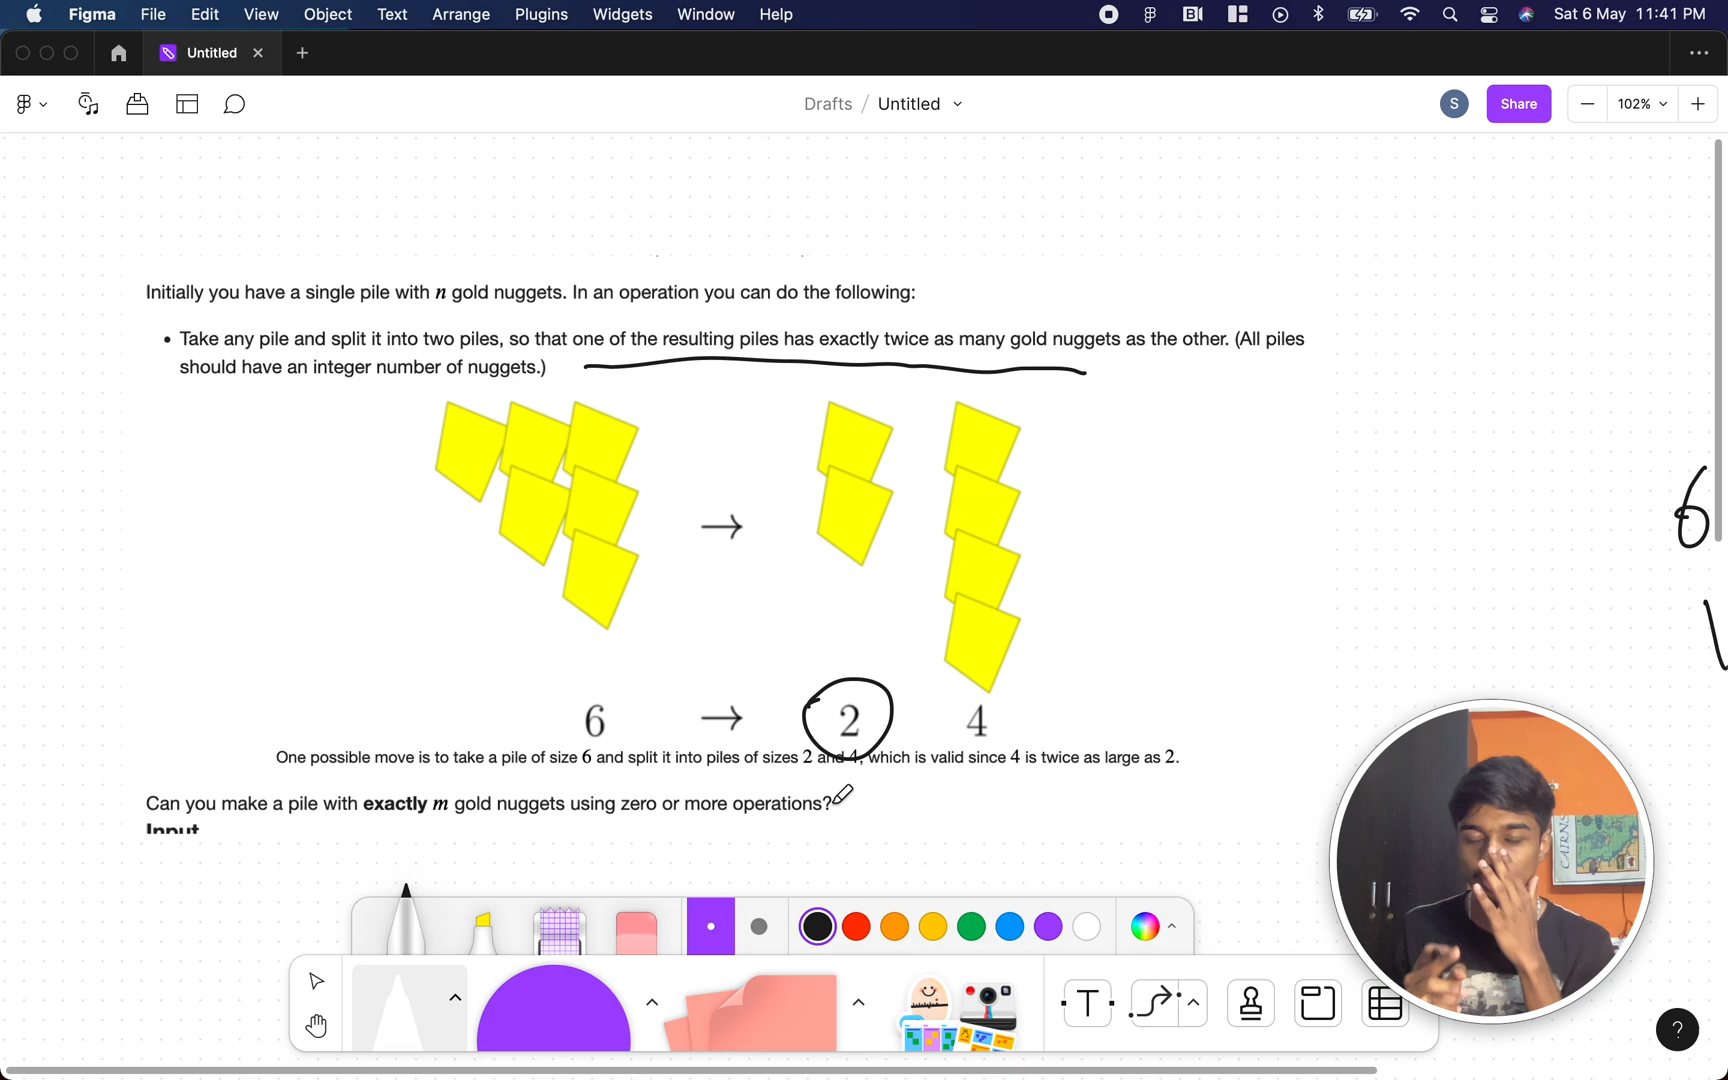 Figma File Edit View Object Text Arrange Plugins Widgets Window Help Sat 6 May 11:41 PM
Untitled
Drafts / Untitled S Share 102%
Initially you have a single pile with n gold nuggets. In an operation you can do the following:
• Take any pile and split it into two piles, so that one of the resulting piles has exactly twice as many gold nuggets as the other. (All piles
should have an integer number of nuggets.)
6
6 → 2 4
One possible move is to take a pile of size 6 and split it into piles of sizes 2 and 4, which is valid since 4 is twice as large as 2.
Can you make a pile with exactly m gold nuggets using zero or more operations?
Input
CAIRNS
T
?